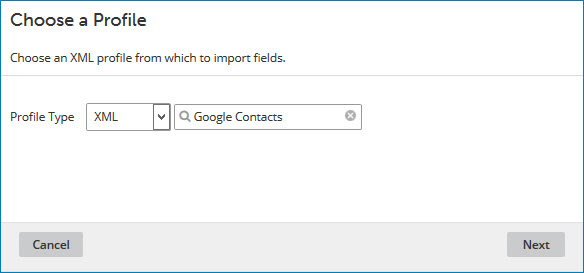 Choose a Profile
Choose an XML profile from which to import fields.
Profile Type XML Google Contacts
Cancel Next